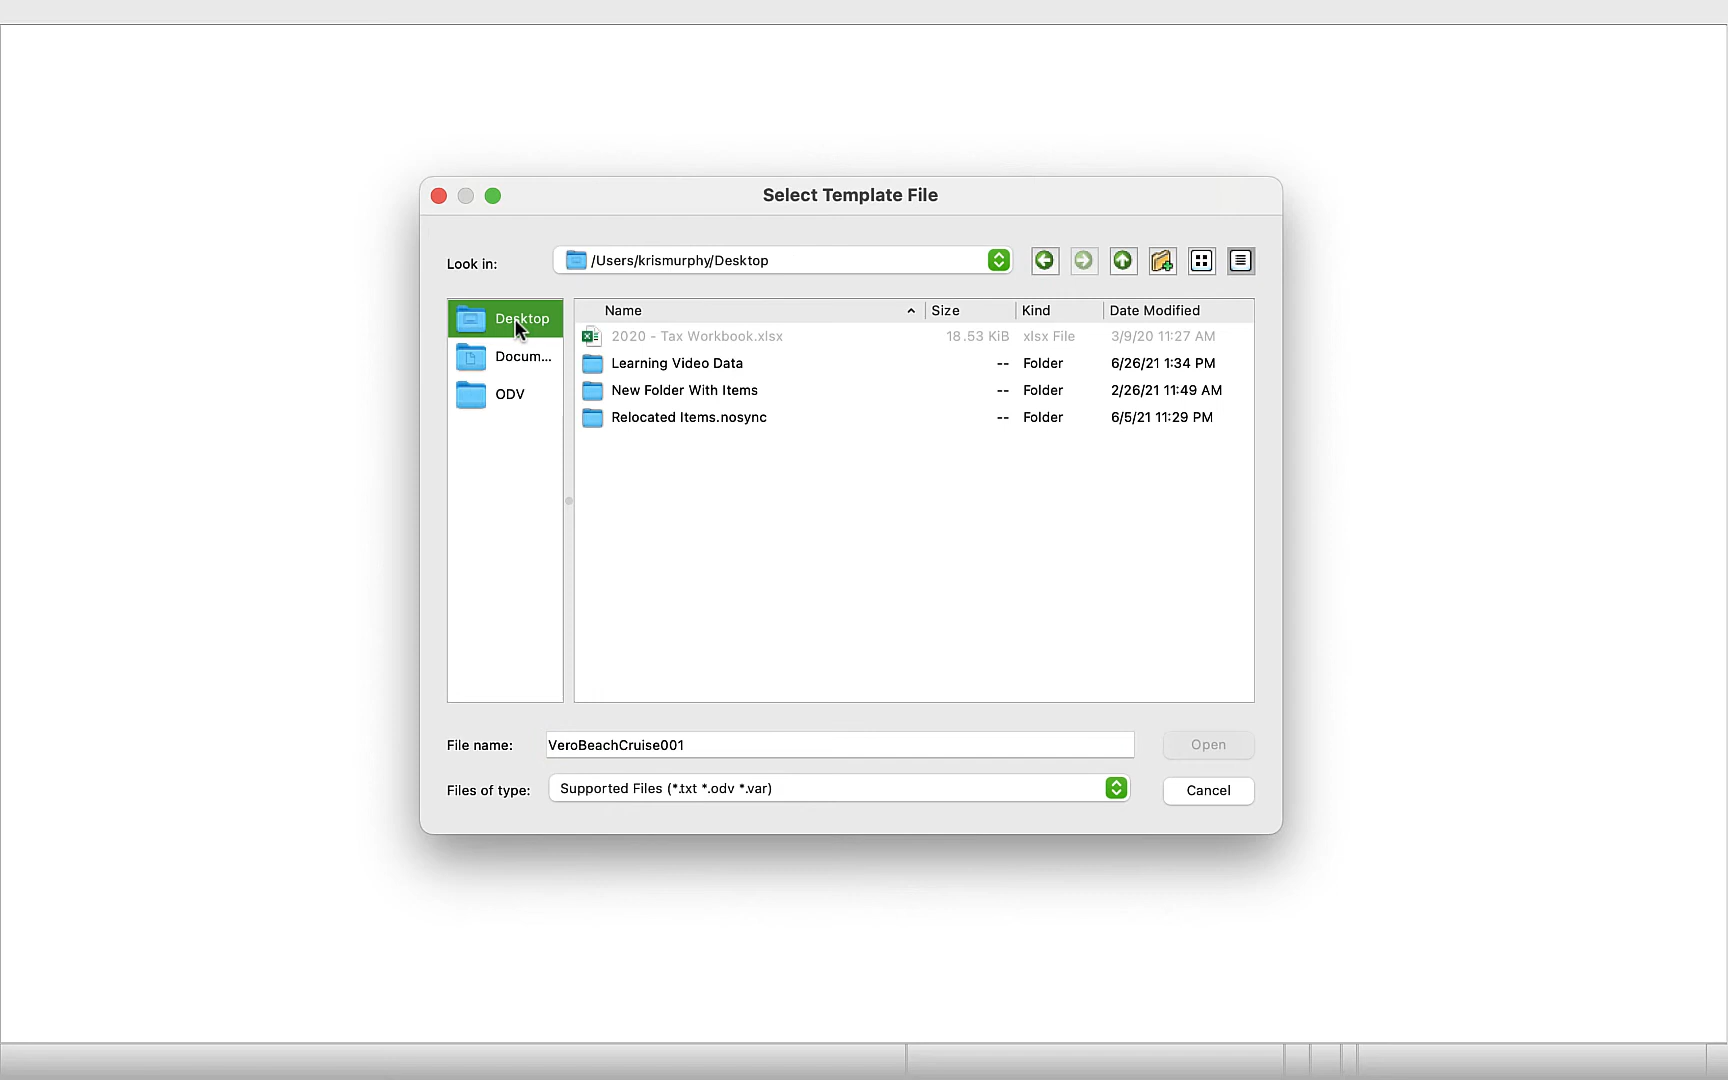 Select Template File
Look in:
/Users/krismurphy/Desktop
Desktop
Docum...
ODV
Name Size Kind Date Modified
2020 - Tax Workbook.xlsx 18.53 KiB xlsx File 3/9/20 11:27 AM
Learning Video Data -- Folder 6/26/21 1:34 PM
New Folder With Items -- Folder 2/26/21 11:49 AM
Relocated Items.nosync -- Folder 6/5/21 11:29 PM
File name: VeroBeachCruise001 Open
Files of type: Supported Files (*.txt *.odv *.var) Cancel